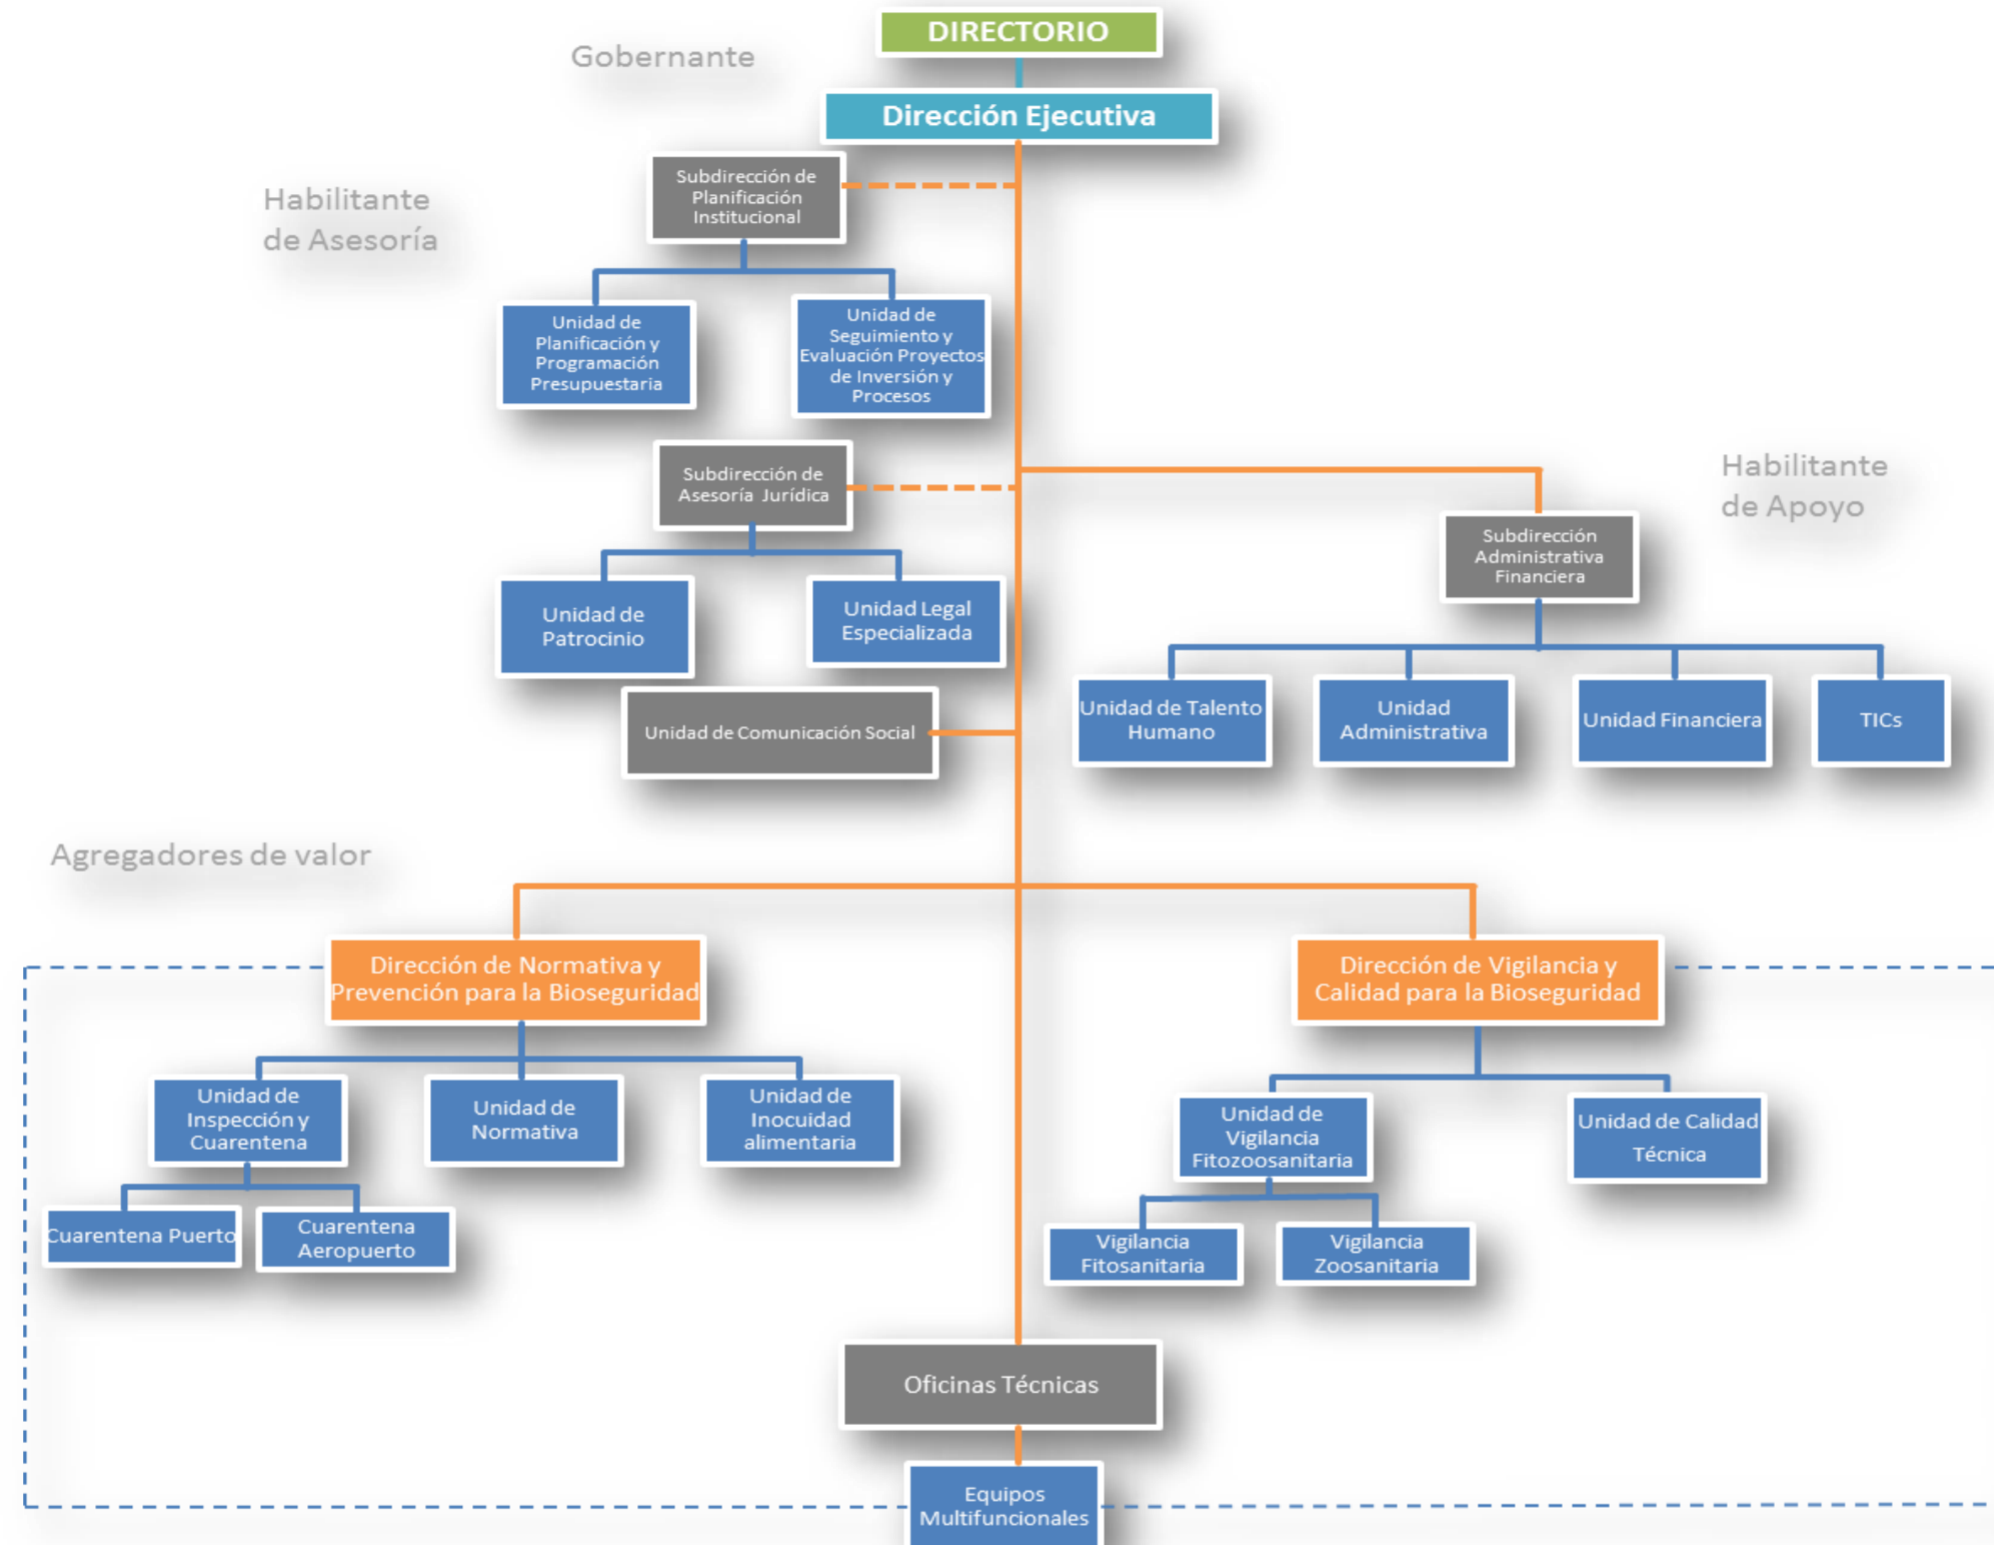 DIRECTORIO
Gobernante
Dirección Ejecutiva
Subdirección de
Planificación
Institucional
Habilitante
de Asesoría
Unidad de
Planificación y
Programación
Presupuestaria
Unidad de
Seguimiento y
Evaluación Proyectos
de Inversión y
Procesos
Subdirección de
Asesoría Jurídica
Habilitante
de Apoyo
Subdirección
Administrativa
Financiera
Unidad de
Patrocinio
Unidad Legal
Especializada
Unidad de Comunicación Social
Unidad de Talento
Humano
Unidad
Administrativa
Unidad Financiera
TICs
Agregadores de valor
Dirección de Normativa y
Prevención para la Bioseguridad
Dirección de Vigilancia y
Calidad para la Bioseguridad
Unidad de
Inspección y
Cuarentena
Unidad de
Normativa
Unidad de
Inocuidad
alimentaria
Unidad de
Vigilancia
Fitozoosanitaria
Unidad de Calidad
Técnica
Cuarentena Puerto
Cuarentena
Aeropuerto
Vigilancia
Fitosanitaria
Vigilancia
Zoosanitaria
Oficinas Técnicas
Equipos
Multifuncionales